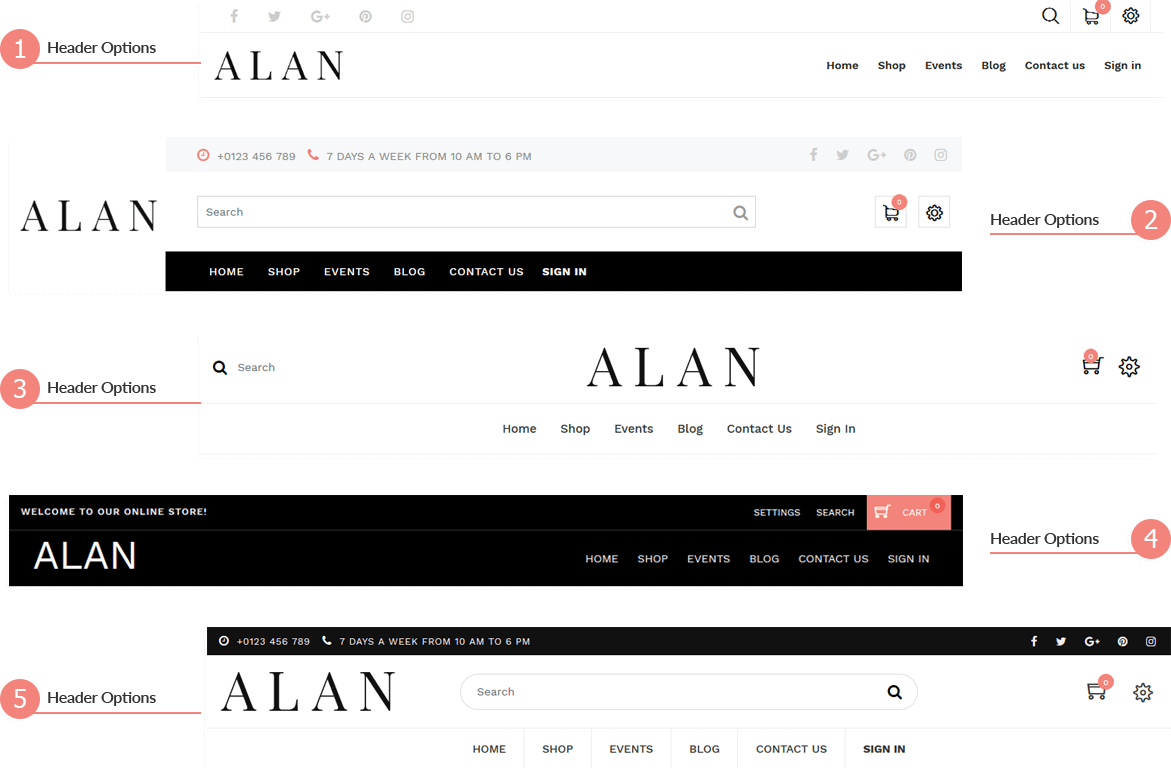 0
1 Header Options
ALAN
Home Shop Events Blog Contact us Sign in
+0123 456 789 7 DAYS A WEEK FROM 10 AM TO 6 PM
ALAN
Search
0
Header Options 2
HOME SHOP EVENTS BLOG CONTACT US SIGN IN
3 Header Options
Search
ALAN
0
Home Shop Events Blog Contact Us Sign In
WELCOME TO OUR ONLINE STORE! SETTINGS SEARCH CART 0
Header Options 4
ALAN
HOME SHOP EVENTS BLOG CONTACT US SIGN IN
+0123 456 789 7 DAYS A WEEK FROM 10 AM TO 6 PM
5 Header Options
ALAN
Search
0
HOME SHOP EVENTS BLOG CONTACT US SIGN IN